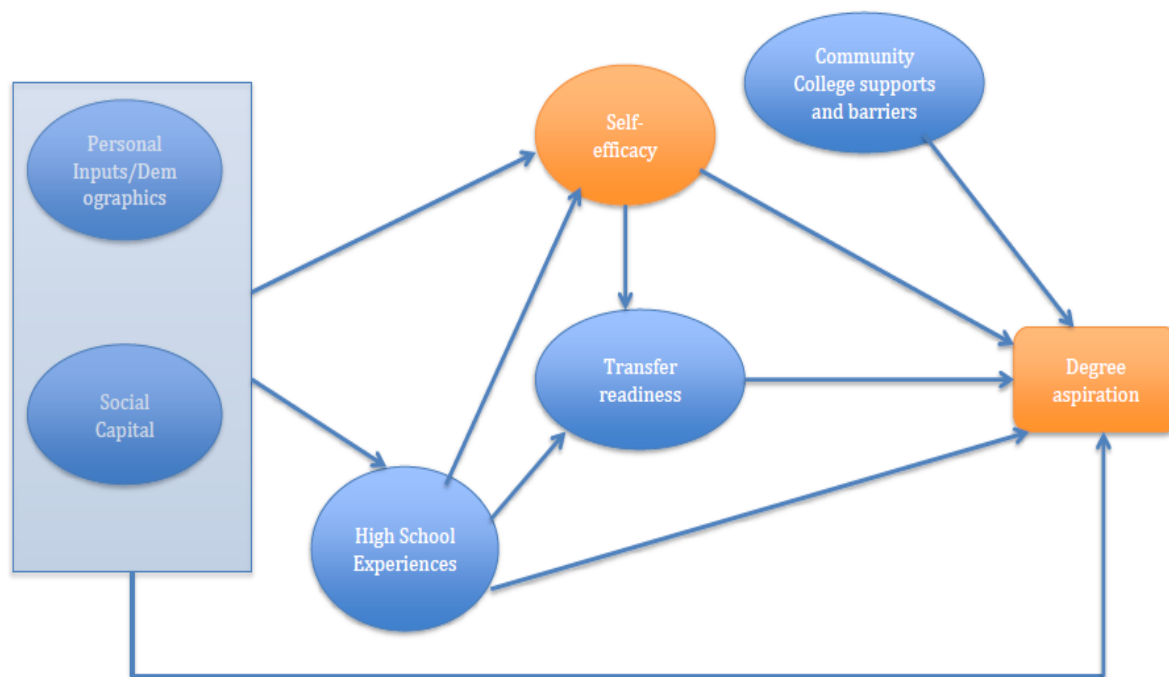 Personal
Inputs/Dem
ographics
Social
Capital
Self-
efficacy
Community
College supports
and barriers
Transfer
readiness
High School
Experiences
Degree
aspiration